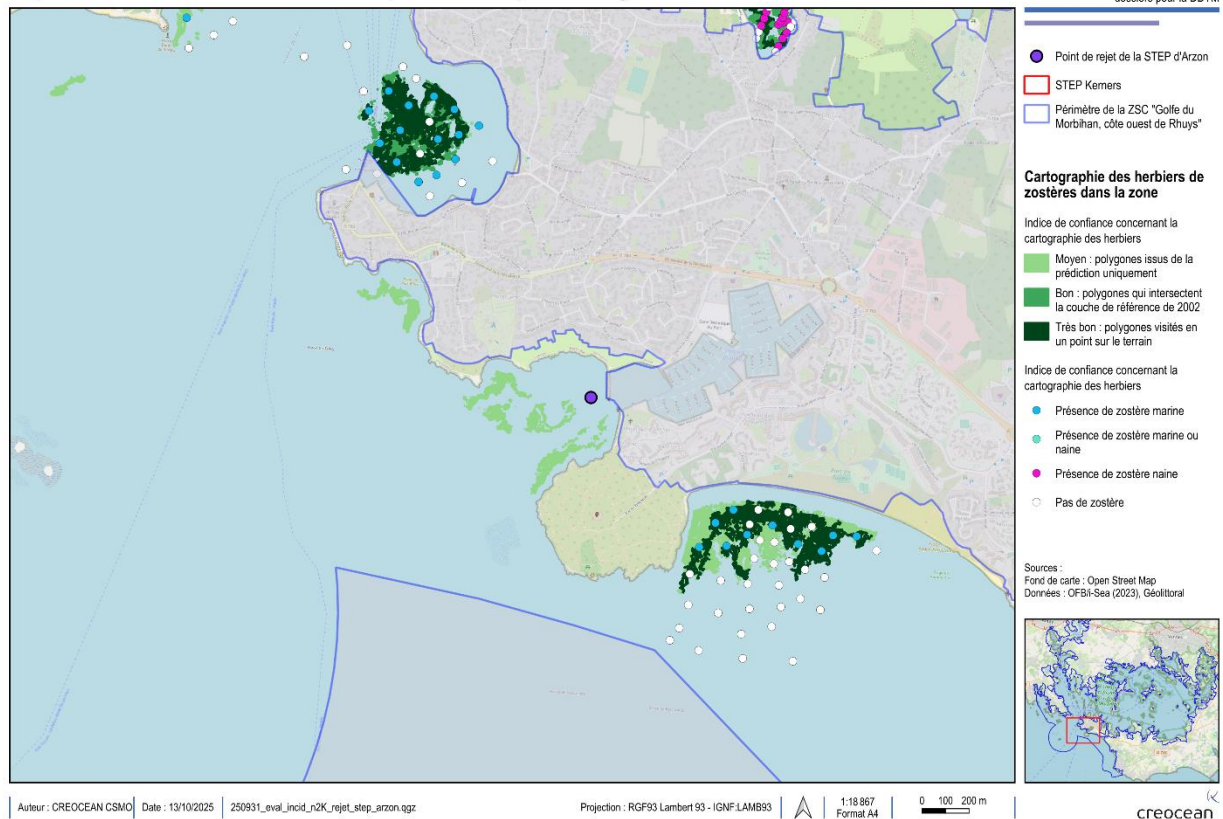 dossiers pour la DDTM
Point de rejet de la STEP d'Arzon
STEP Kerners
Périmètre de la ZSC "Golfe du
Morbihan, côte ouest de Rhuys"
Cartographie des herbiers de
zostères dans la zone
Indice de confiance concernant la
cartographie des herbiers
Moyen : polygones issus de la
prédiction uniquement
Bon : polygones qui intersectent
la couche de référence de 2002
Très bon : polygones visités en
un point sur le terrain
Indice de confiance concernant la
cartographie des herbiers
Présence de zostère marine
Présence de zostère marine ou
naine
Présence de zostère naine
Pas de zostère
Sources :
Fond de carte : Open Street Map
Données : OFB/i-Sea (2023), Géolittoral
Auteur : CREOCEAN CSMO
Date : 13/10/2025
250931_eval_incid_n2K_rejet_step_arzon.qgz
Projection : RGF93 Lambert 93 - IGNF:LAMB93
1:18 867
Format A4
0 100 200 m
creocean